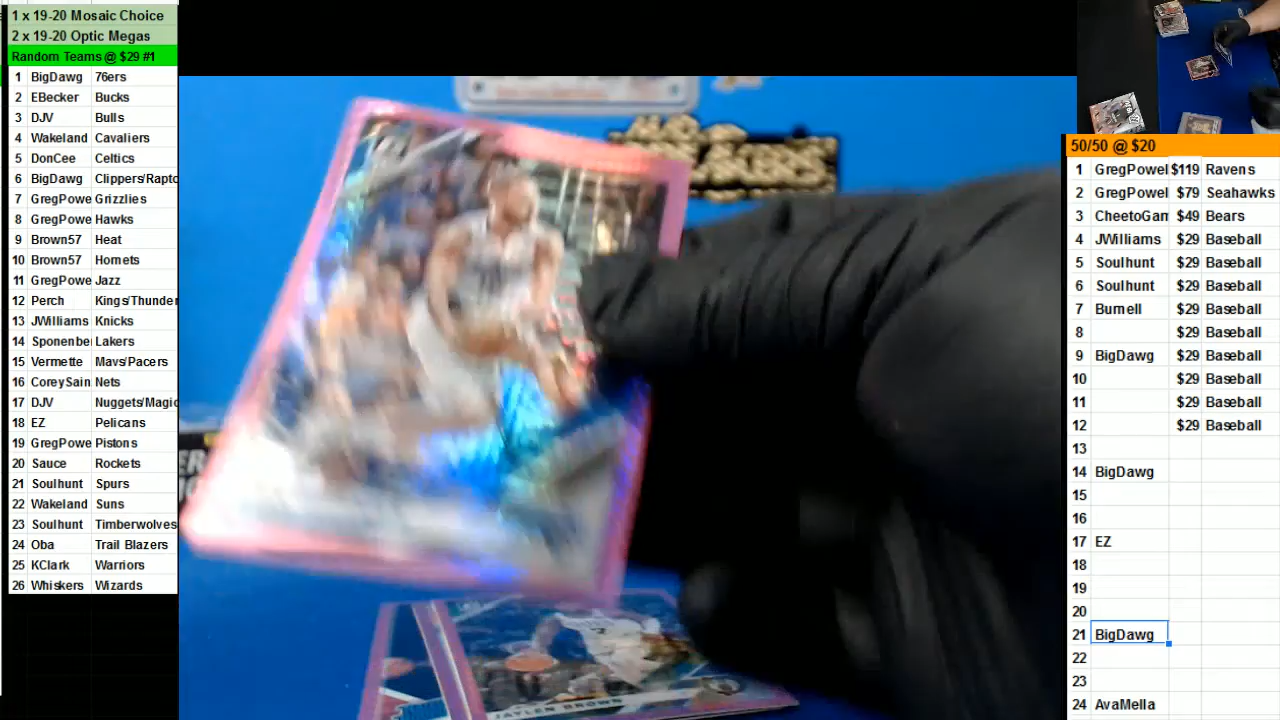 1 x 19-20 Mosaic Choice
2 x 19-20 Optic Megas
Random Teams @ $29 #1
1 BigDawg 76ers
2 EBecker Bucks
3 DJV Bulls
4 Wakeland Cavaliers
5 DonCee Celtics
6 BigDawg Clippers/Rapto
7 GregPowe Grizzlies
8 GregPowe Hawks
9 Brown57 Heat
10 Brown57 Hornets
11 GregPowe Jazz
12 Perch Kings/Thunder
13 JWilliams Knicks
14 Sponenbe Lakers
15 Vermette Mavs/Pacers
16 CoreySain Nets
17 DJV Nuggets/Magic
18 EZ Pelicans
19 GregPowe Pistons
20 Sauce Rockets
21 Soulhunt Spurs
22 Wakeland Suns
23 Soulhunt Timberwolves
24 Oba Trail Blazers
25 KClark Warriors
26 Whiskers Wizards
JAYLEN BROWN
50/50 @ $20
1 GregPowel $119 Ravens
2 GregPowel $79 Seahawks
3 CheetoGam $49 Bears
4 JWilliams $29 Baseball
5 Soulhunt $29 Baseball
6 Soulhunt $29 Baseball
7 Burnell $29 Baseball
8 $29 Baseball
9 BigDawg $29 Baseball
10 $29 Baseball
11 $29 Baseball
12 $29 Baseball
13
14 BigDawg
15
16
17 EZ
18
19
20
21 BigDawg
22
23
24 AvaMella